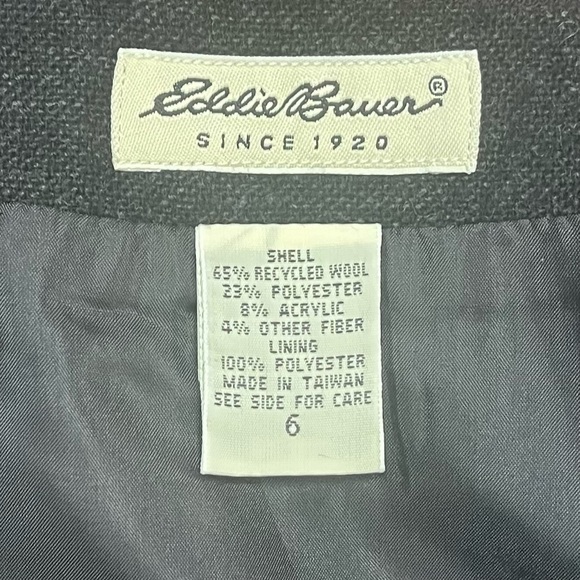 Eddie Bauer®
SINCE 1920
SHELL
65% RECYCLED WOOL
23% POLYESTER
8% ACRYLIC
4% OTHER FIBER
LINING
100% POLYESTER
MADE IN TAIWAN
SEE SIDE FOR CARE
6